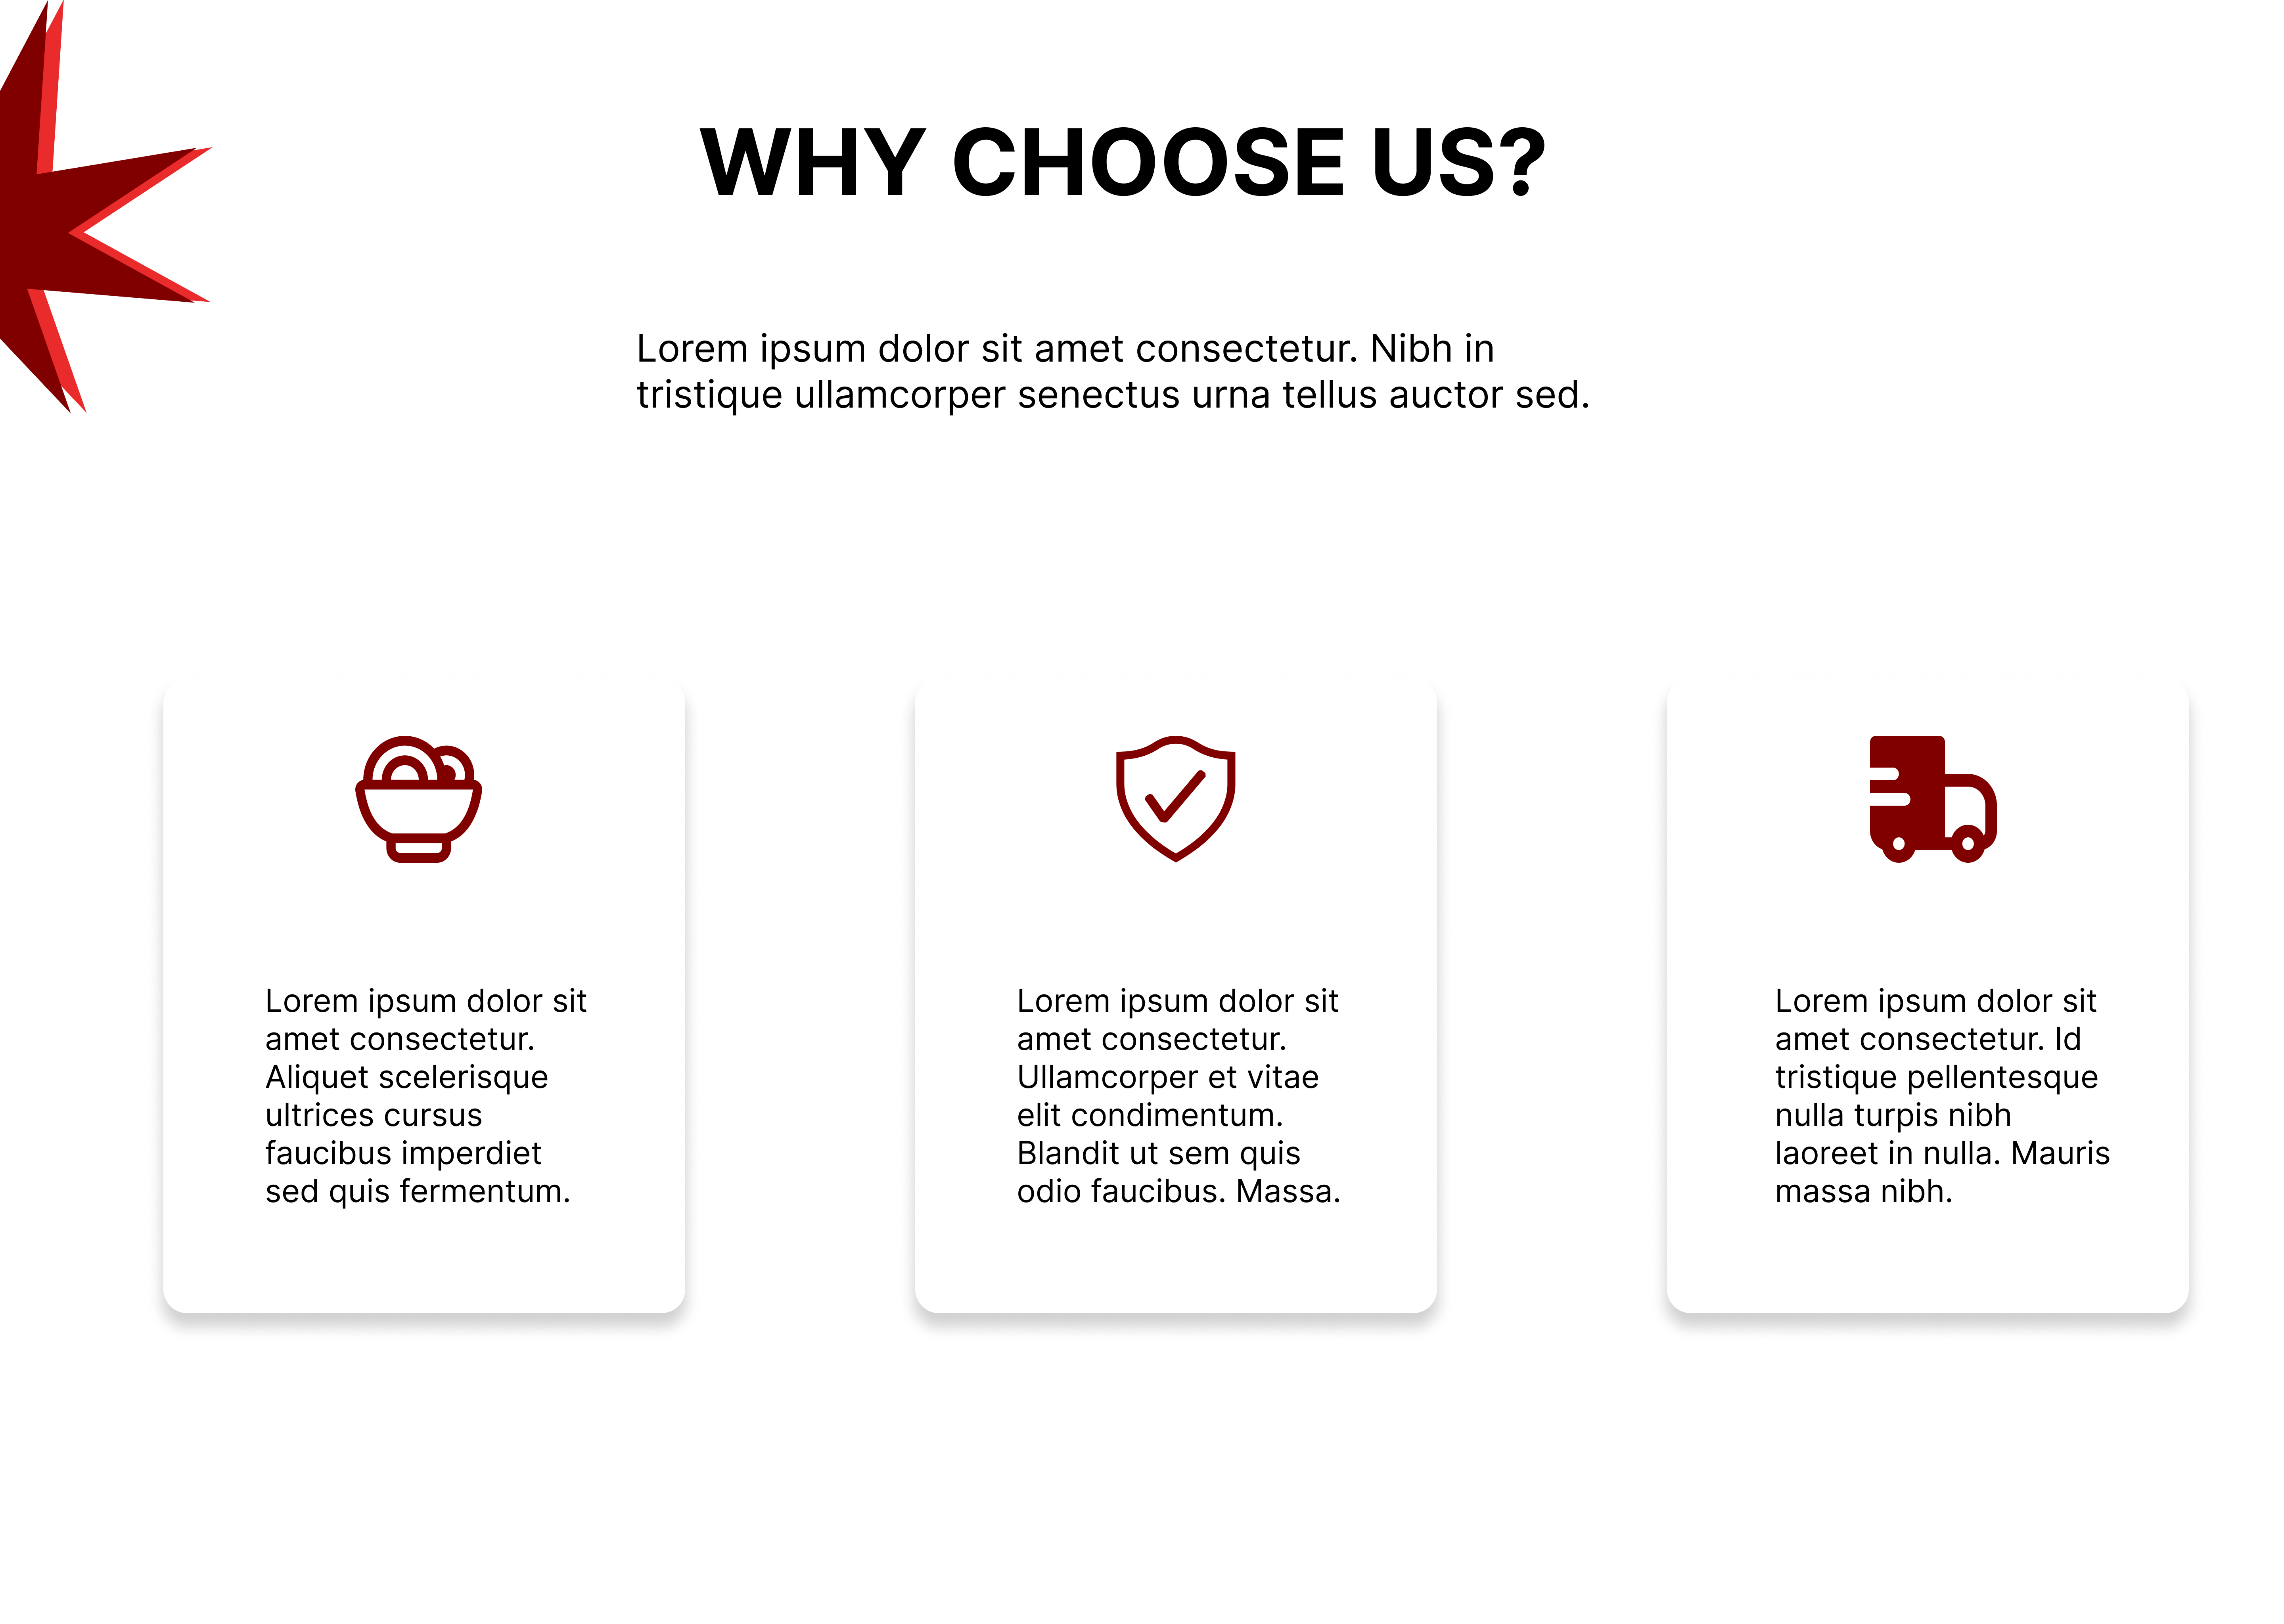 WHY CHOOSE US?
Lorem ipsum dolor sit amet consectetur. Nibh in
tristique ullamcorper senectus urna tellus auctor sed.
Lorem ipsum dolor sit
amet consectetur.
Aliquet scelerisque
ultrices cursus
faucibus imperdiet
sed quis fermentum.
Lorem ipsum dolor sit
amet consectetur.
Ullamcorper et vitae
elit condimentum.
Blandit ut sem quis
odio faucibus. Massa.
Lorem ipsum dolor sit
amet consectetur. Id
tristique pellentesque
nulla turpis nibh
laoreet in nulla. Mauris
massa nibh.